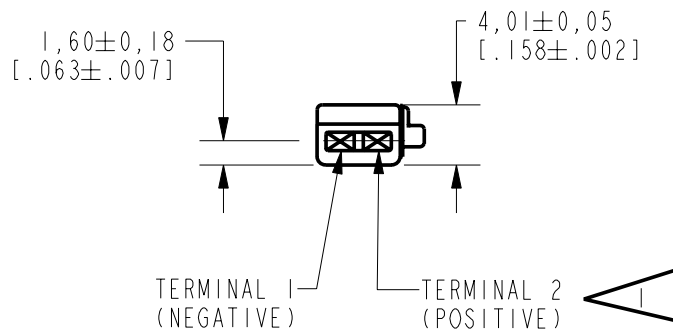 1,60±0,18
[.063±.007]
4,01±0,05
[.158±.002]
TERMINAL 1
(NEGATIVE)
TERMINAL 2
(POSITIVE)
1